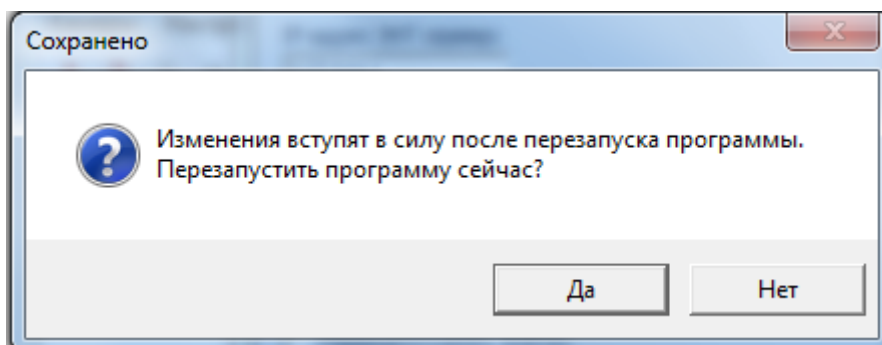 Сохранено
Изменения вступят в силу после перезапуска программы.
Перезапустить программу сейчас?
Да
Нет